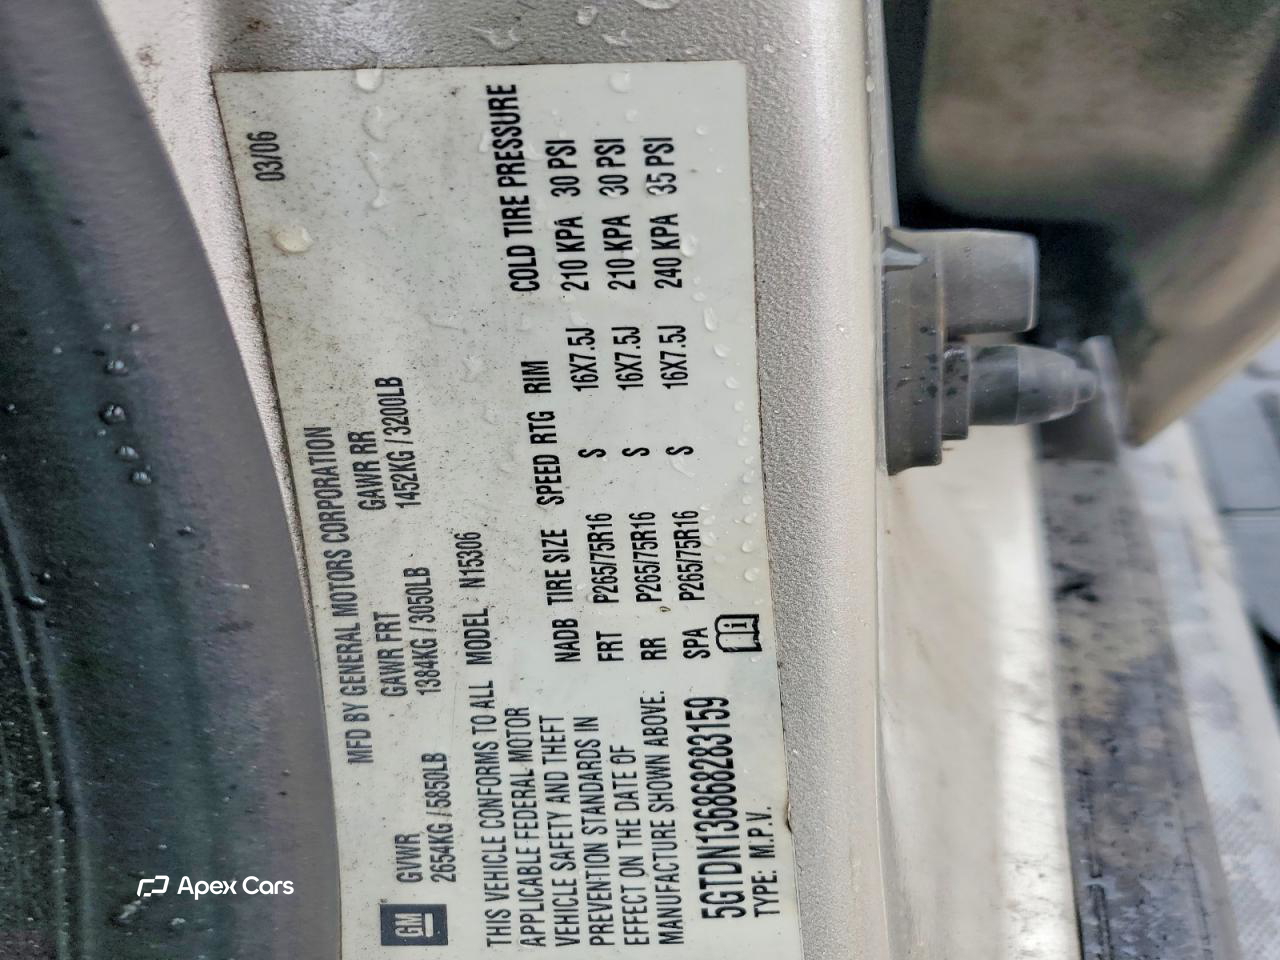 MFD BY GENERAL MOTORS CORPORATION 03/06
GM
GVWR GAWR FRT GAWR RR
2654KG / 5850LB 1384KG / 3050LB 1452KG / 3200LB
THIS VEHICLE CONFORMS TO ALL
APPLICABLE FEDERAL MOTOR
VEHICLE SAFETY AND THEFT
PREVENTION STANDARDS IN
EFFECT ON THE DATE OF
MANUFACTURE SHOWN ABOVE.
MODEL N15306
COLD TIRE PRESSURE
NADB TIRE SIZE SPEED RTG RIM
FRT P265/75R16 S 16X7.5J 210 KPA 30 PSI
RR P265/75R16 S 16X7.5J 210 KPA 30 PSI
SPA P265/75R16 S 16X7.5J 240 KPA 35 PSI
5GTDN136868283159
TYPE: M.P.V.
Apex Cars